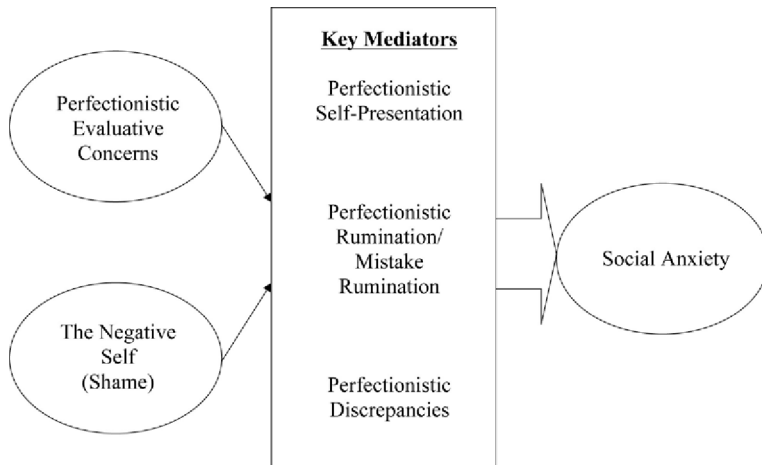 Perfectionistic
Evaluative
Concerns
The Negative
Self
(Shame)
Key Mediators
Perfectionistic
Self-Presentation
Perfectionistic
Rumination/
Mistake
Rumination
Perfectionistic
Discrepancies
Social Anxiety